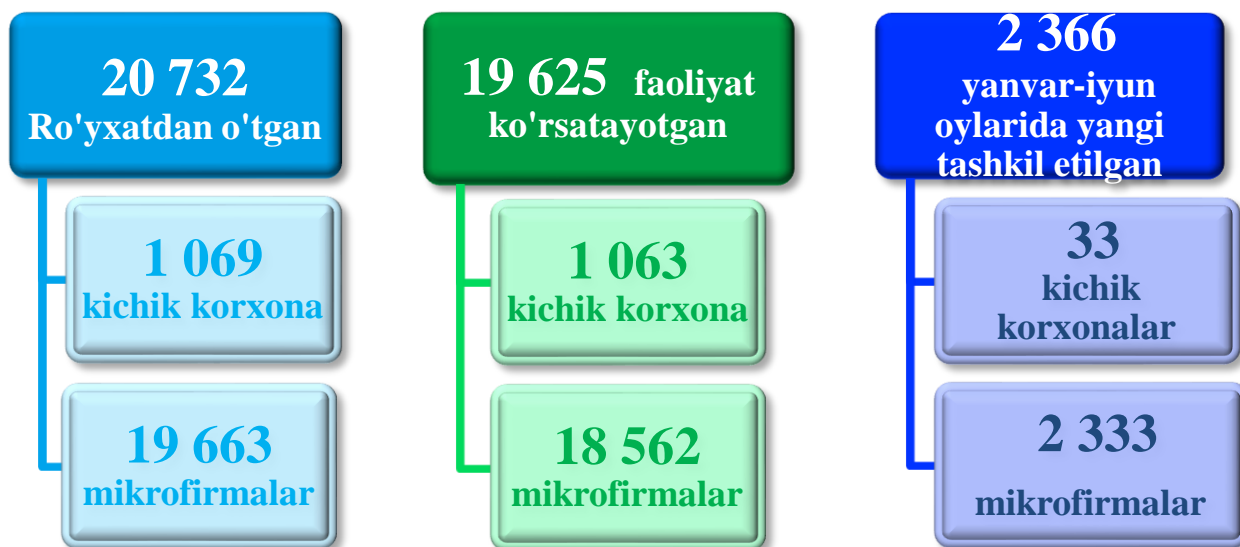 20 732
Ro'yxatdan o'tgan
1 069
kichik korxona
19 663
mikrofirmalar
19 625 faoliyat
ko'rsatayotgan
1 063
kichik korxona
18 562
mikrofirmalar
2 366
yanvar-iyun
oylarida yangi
tashkil etilgan
33
kichik
korxonalar
2 333
mikrofirmalar